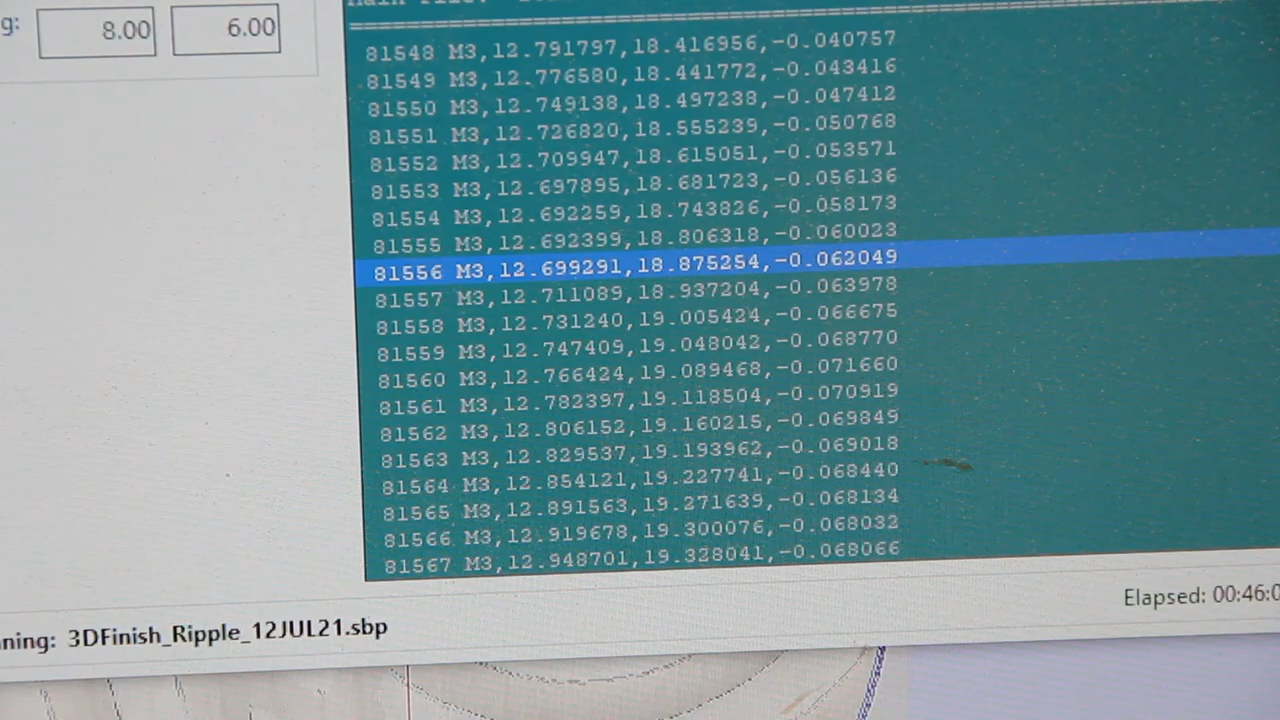 g: 8.00 6.00
81548 M3,12.791797,18.416956,-0.040757
81549 M3,12.776580,18.441772,-0.043416
81550 M3,12.749138,18.497238,-0.047412
81551 M3,12.726820,18.555239,-0.050768
81552 M3,12.709947,18.615051,-0.053571
81553 M3,12.697895,18.681723,-0.056136
81554 M3,12.692259,18.743826,-0.058173
81555 M3,12.692399,18.806318,-0.060023
81556 M3,12.699291,18.875254,-0.062049
81557 M3,12.711089,18.937204,-0.063978
81558 M3,12.731240,19.005424,-0.066675
81559 M3,12.747409,19.048042,-0.068770
81560 M3,12.766424,19.089468,-0.071660
81561 M3,12.782397,19.118504,-0.070919
81562 M3,12.806152,19.160215,-0.069849
81563 M3,12.829537,19.193962,-0.069018
81564 M3,12.854121,19.227741,-0.068440
81565 M3,12.891563,19.271639,-0.068134
81566 M3,12.919678,19.300076,-0.068032
81567 M3,12.948701,19.328041,-0.068066
Elapsed: 00:46:0
ning: 3DFinish_Ripple_12JUL21.sbp